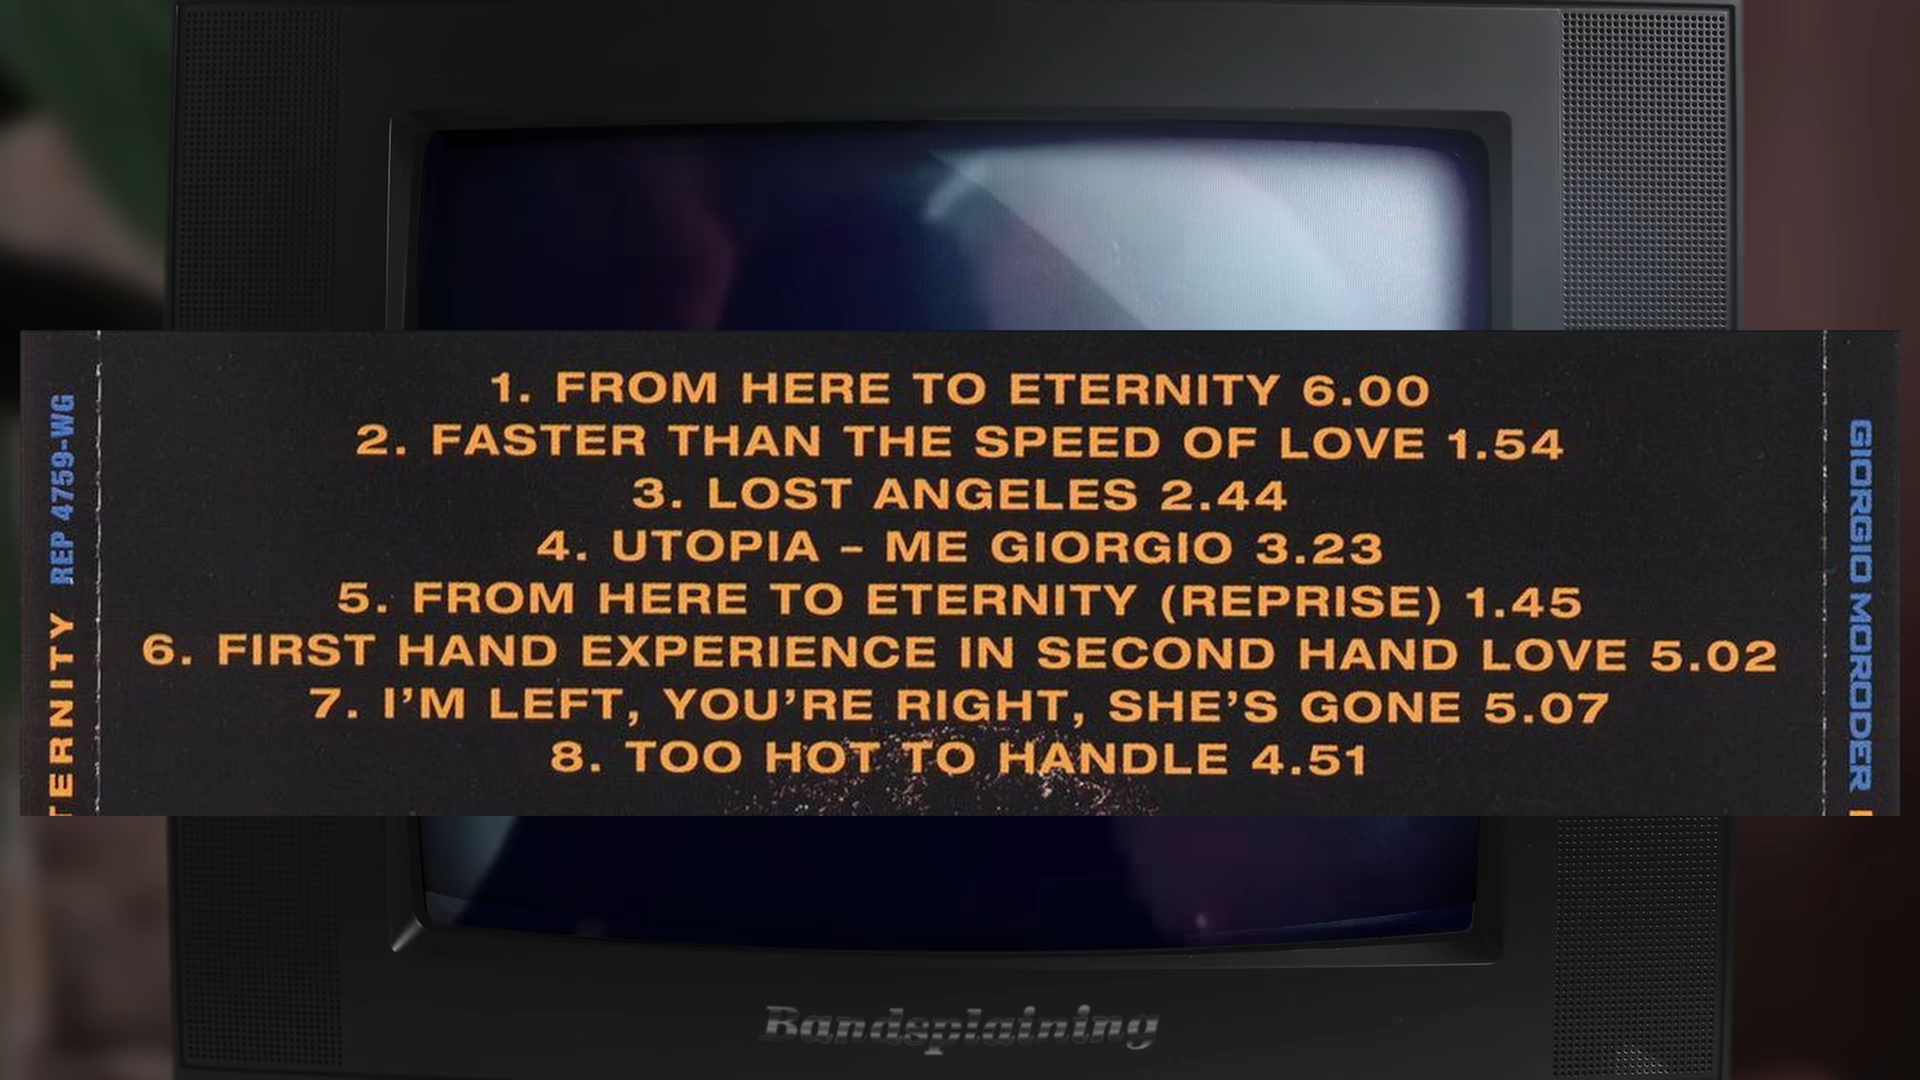 1. FROM HERE TO ETERNITY 6.00
2. FASTER THAN THE SPEED OF LOVE 1.54
3. LOST ANGELES 2.44
4. UTOPIA – ME GIORGIO 3.23
5. FROM HERE TO ETERNITY (REPRISE) 1.45
6. FIRST HAND EXPERIENCE IN SECOND HAND LOVE 5.02
7. I'M LEFT, YOU'RE RIGHT, SHE'S GONE 5.07
8. TOO HOT TO HANDLE 4.51
TERNITY REP 4759-WG
GIORGIO MORODER
Bandsplaining